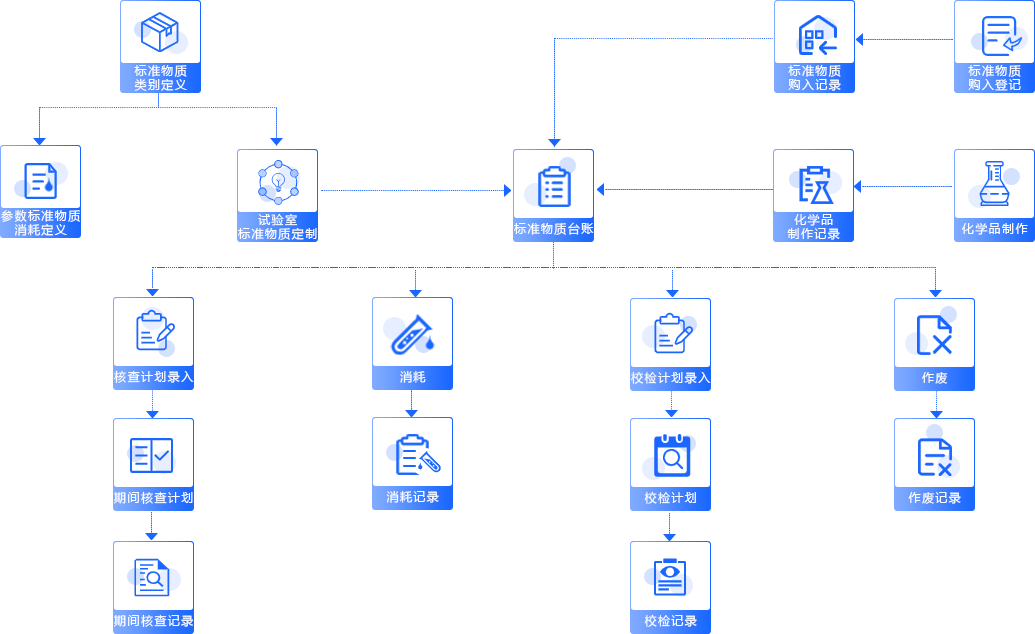 标准物质
类别定义
标准物质
购入记录
标准物质
购入登记
参数标准物质
消耗定义
试验室
标准物质定制
标准物质台账
化学品
制作记录
化学品制作
核查计划录入
消耗
校检计划录入
作废
期间核查计划
消耗记录
校检计划
作废记录
期间核查记录
校检记录